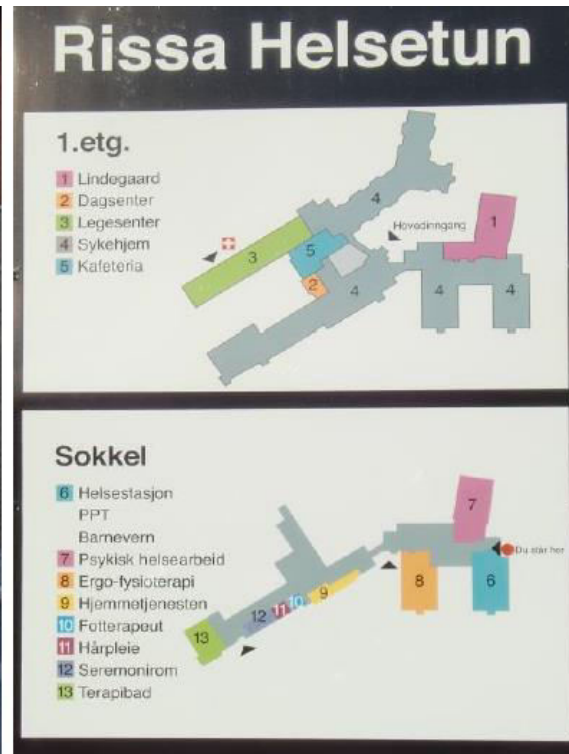 Rissa Helsetun
1.etg.
1 Lindegaard
2 Dagsenter
3 Legesenter
4 Sykehjem
5 Kafeteria
4
Hovedinngang
1
3
5
2
4
4
4
Sokkel
6 Helsestasjon
PPT
Barnevern
7 Psykisk helsearbeid
8 Ergo-fysioterapi
9 Hjemmetjenesten
10 Fotterapeut
11 Hårpleie
12 Seremonirom
13 Terapibad
7
Du står her
8
6
9
10
11
12
13